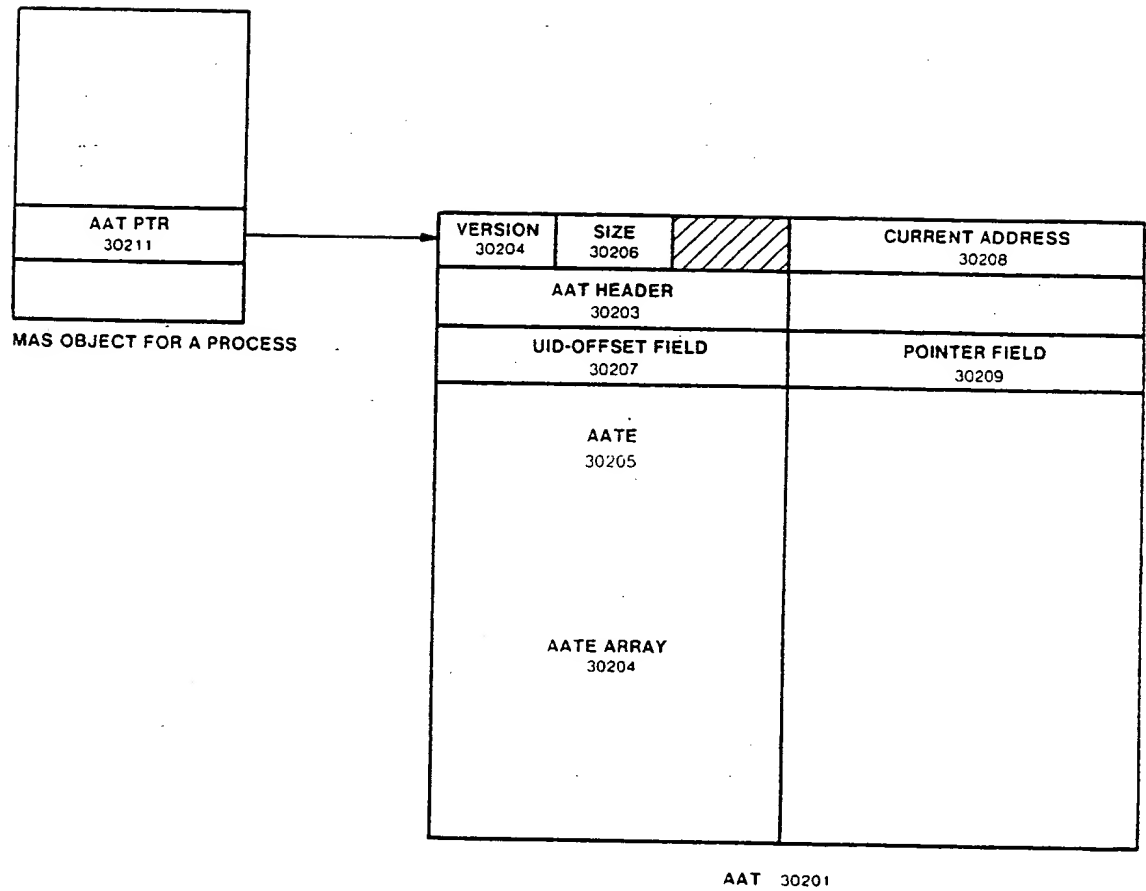 AAT PTR
30211
MAS OBJECT FOR A PROCESS
VERSION
30204
SIZE
30206
CURRENT ADDRESS
30208
AAT HEADER
30203
UID-OFFSET FIELD
30207
POINTER FIELD
30209
AATE
30205
AATE ARRAY
30204
AAT 30201